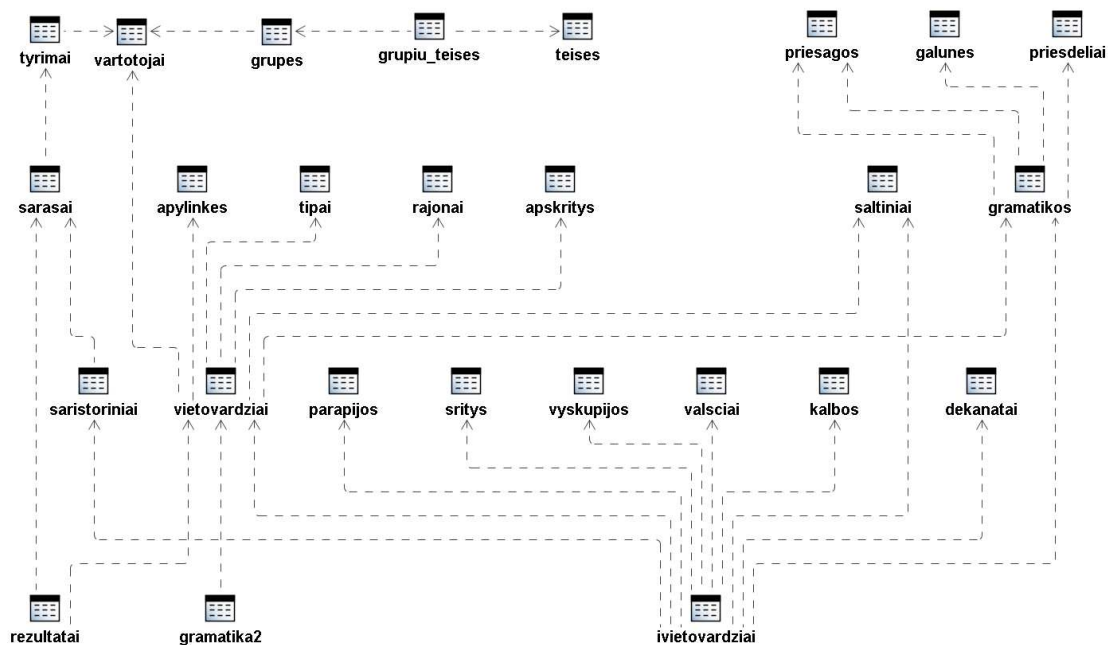 tyrimai vartotojai grupes grupiu_teises teises priesagos galunes priesdeliai
sarasai apylinkes tipai rajonai apskritys saltiniai gramatikos
saristoriniai vietovardziai parapijos sritys vyskupijos valsciai kalbos dekanatai
rezultatai gramatika2 ivietovardziai